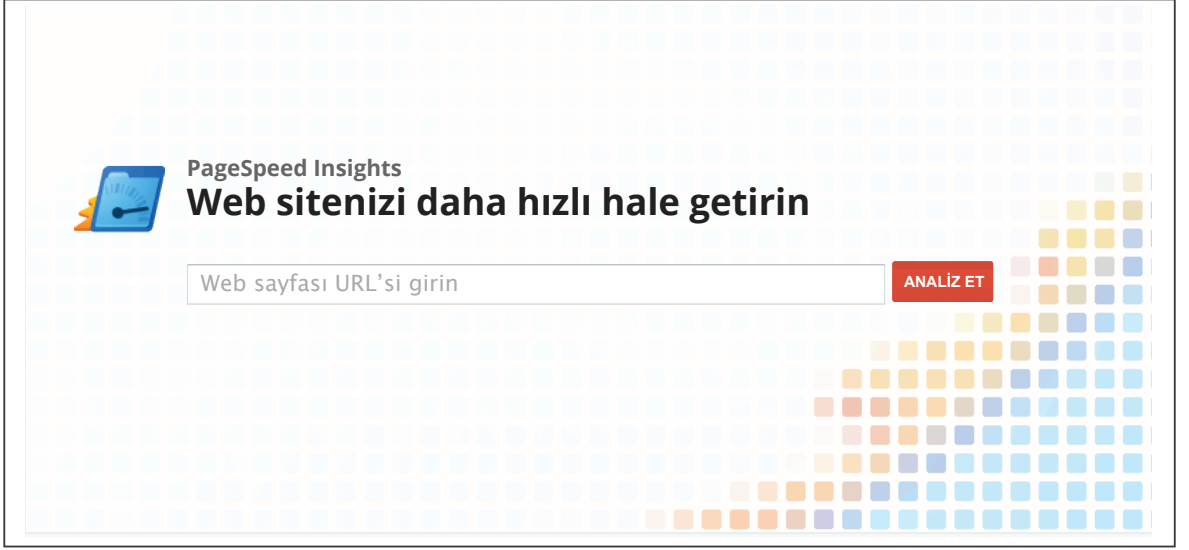 PageSpeed Insights
Web sitenizi daha hızlı hale getirin
Web sayfası URL'si girin
ANALİZ ET